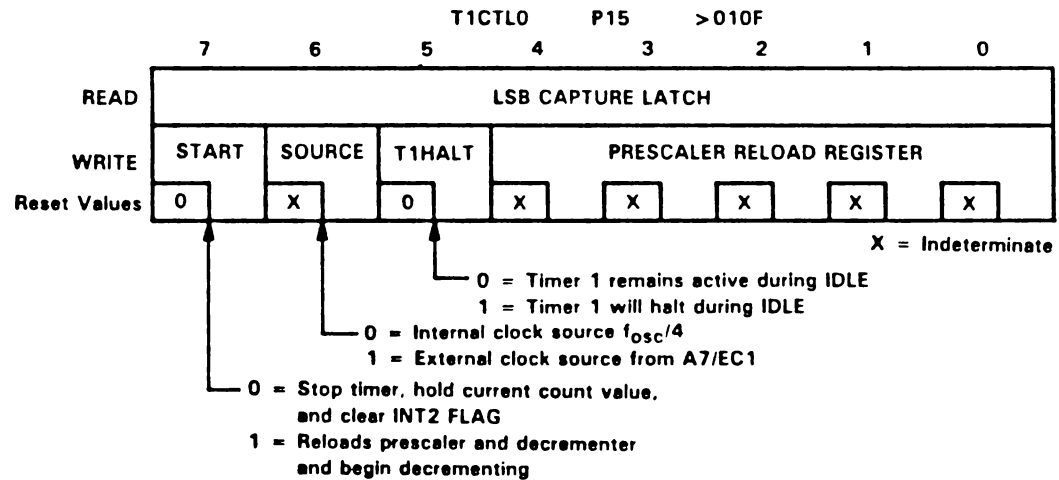 T1CTL0 P15 >010F
7 6 5 4 3 2 1 0
READ LSB CAPTURE LATCH
WRITE START SOURCE T1HALT PRESCALER RELOAD REGISTER
Reset Values 0 X 0 X X X X X
X = Indeterminate
0 = Timer 1 remains active during IDLE
1 = Timer 1 will halt during IDLE
0 = Internal clock source fosc/4
1 = External clock source from A7/EC1
0 = Stop timer, hold current count value,
and clear INT2 FLAG
1 = Reloads prescaler and decrementer
and begin decrementing